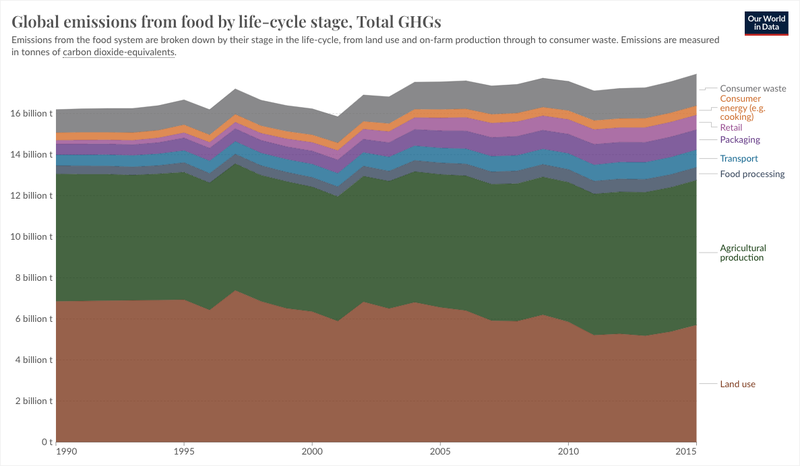 Global emissions from food by life-cycle stage, Total GHGs
Our World
in Data
Emissions from the food system are broken down by their stage in the life-cycle, from land use and on-farm production through to consumer waste. Emissions are measured
in tonnes of carbon dioxide-equivalents.
16 billion t
14 billion t
12 billion t
10 billion t
8 billion t
6 billion t
4 billion t
2 billion t
0 t
1990
1995
2000
2005
2010
2015
Consumer waste
Consumer
energy (e.g.
cooking)
Retail
Packaging
Transport
Food processing
Agricultural
production
Land use